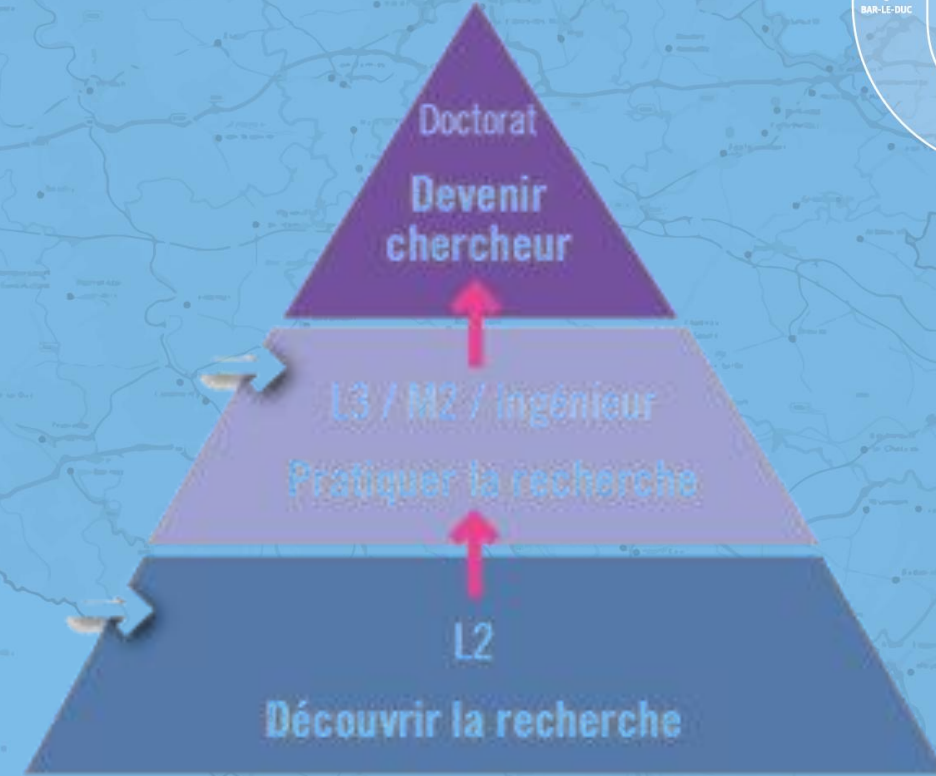 BAR-LE-DUC
Doctorat
Devenir
chercheur
L3 / M2 / Ingénieur
Pratiquer la recherche
L2
Découvrir la recherche